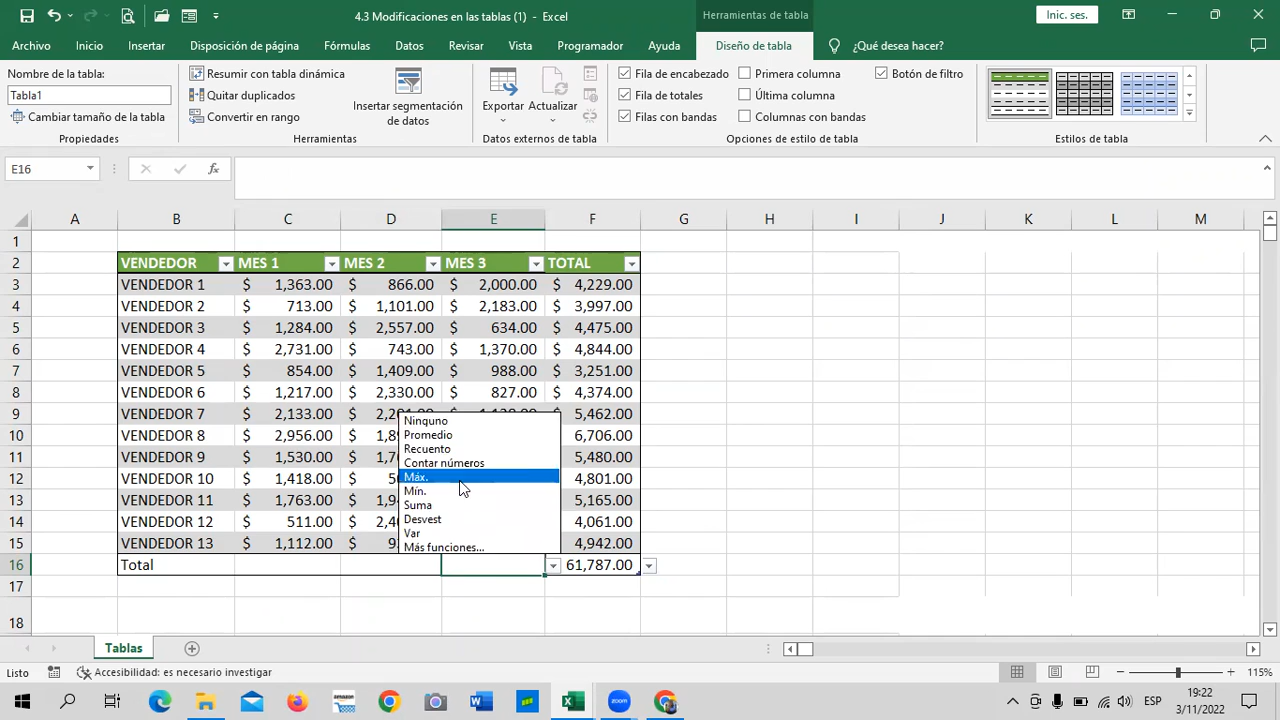 4.3 Modificaciones en las tablas (1) - Excel
Herramientas de tabla
Inic. ses.
Archivo Inicio Insertar Disposición de página Fórmulas Datos Revisar Vista Programador Ayuda Diseño de tabla ¿Qué desea hacer?
Nombre de la tabla:
Tabla1
Cambiar tamaño de la tabla
Propiedades
Resumir con tabla dinámica
Quitar duplicados
Convertir en rango
Insertar segmentación
de datos
Herramientas
Exportar Actualizar
Datos externos de tabla
Fila de encabezado Primera columna Botón de filtro
Fila de totales Última columna
Filas con bandas Columnas con bandas
Opciones de estilo de tabla
Estilos de tabla
E16 fx
A B C D E F G H I J K L M
1
2 VENDEDOR MES 1 MES 2 MES 3 TOTAL
3 VENDEDOR 1 $ 1,363.00 $ 866.00 $ 2,000.00 $ 4,229.00
4 VENDEDOR 2 $ 713.00 $ 1,101.00 $ 2,183.00 $ 3,997.00
5 VENDEDOR 3 $ 1,284.00 $ 2,557.00 $ 634.00 $ 4,475.00
6 VENDEDOR 4 $ 2,731.00 $ 743.00 $ 1,370.00 $ 4,844.00
7 VENDEDOR 5 $ 854.00 $ 1,409.00 $ 988.00 $ 3,251.00
8 VENDEDOR 6 $ 1,217.00 $ 2,330.00 $ 827.00 $ 4,374.00
9 VENDEDOR 7 $ 2,133.00 $ $ 5,462.00
10 VENDEDOR 8 $ 2,956.00 $ 6,706.00
11 VENDEDOR 9 $ 1,530.00 $ 5,480.00
12 VENDEDOR 10 $ 1,418.00 $ 4,801.00
13 VENDEDOR 11 $ 1,763.00 $ 5,165.00
14 VENDEDOR 12 $ 511.00 $ 4,061.00
15 VENDEDOR 13 $ 1,112.00 $ 4,942.00
16 Total 61,787.00
17
18
Ninguno
Promedio
Recuento
Contar números
Máx.
Mín.
Suma
Desvest
Var
Más funciones...
Tablas
Listo Accesibilidad: es necesario investigar 115%
ESP
19:22
3/11/2022